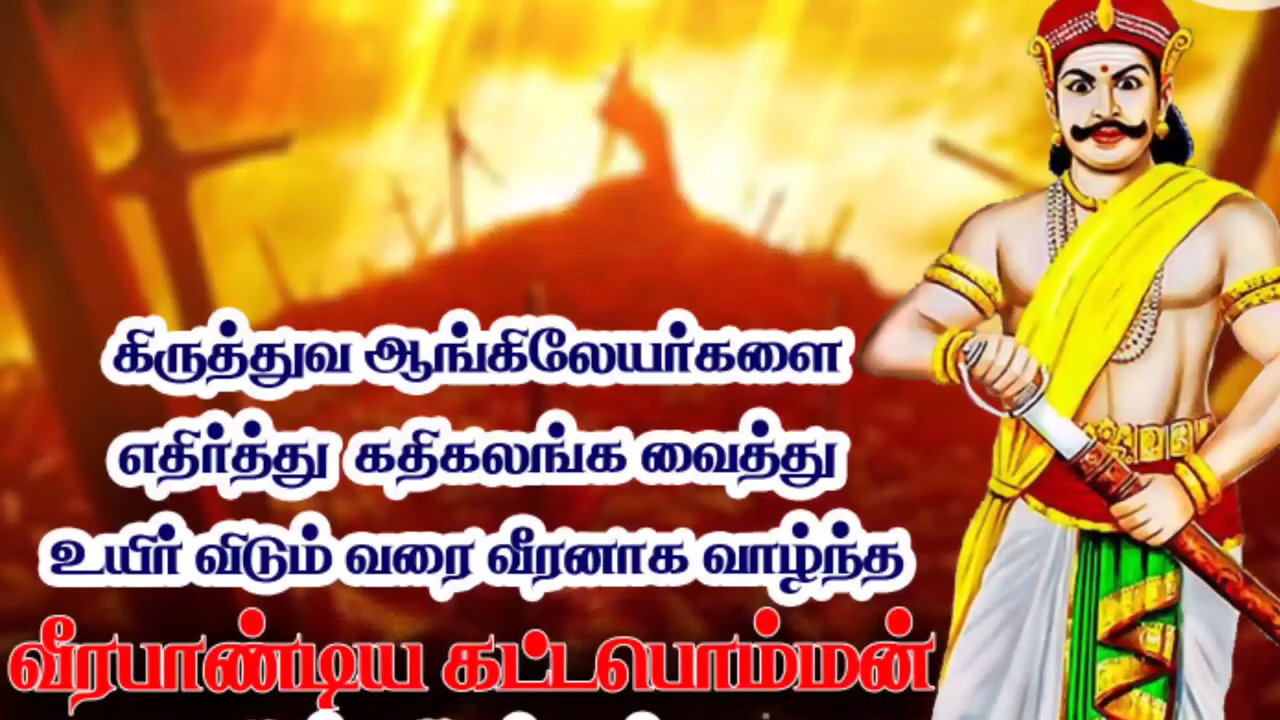 கிருத்துவ ஆங்கிலேயர்களை
எதிர்த்து கதிகலங்க வைத்து
உயிர் விடும் வரை வீரனாக வாழ்ந்த
வீரபாண்டிய கட்டபொம்மன்